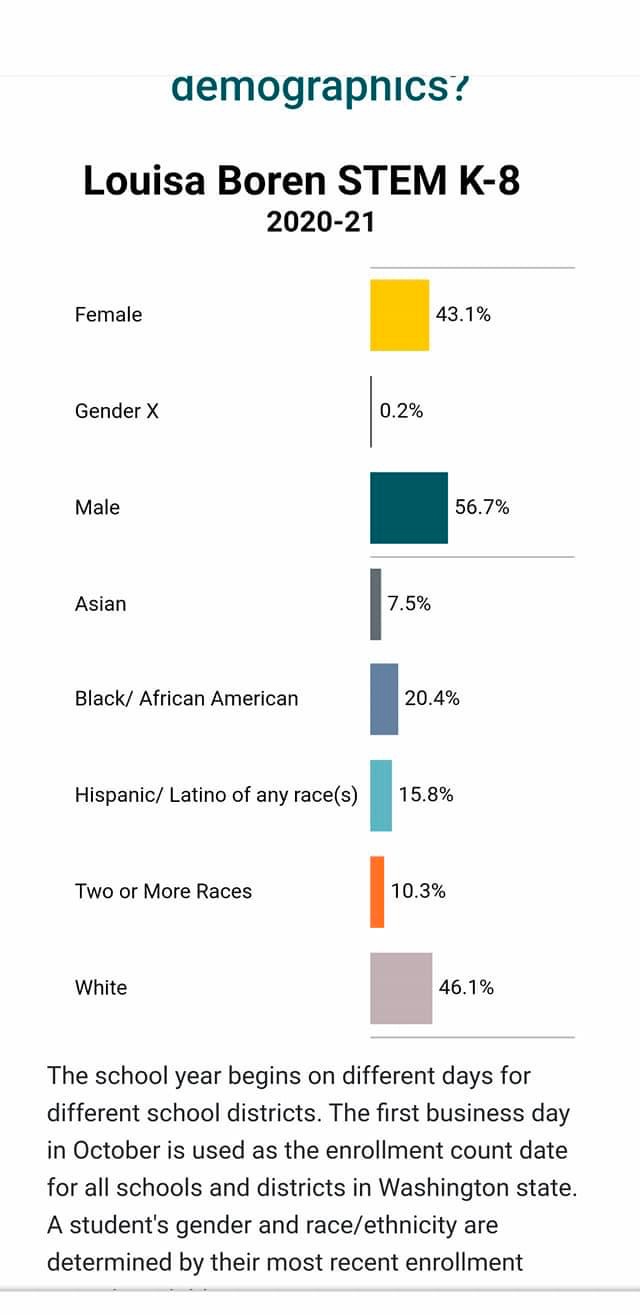 demographics?
Louisa Boren STEM K-8
2020-21
Female 43.1%
Gender X 0.2%
Male 56.7%
Asian 7.5%
Black/ African American 20.4%
Hispanic/ Latino of any race(s) 15.8%
Two or More Races 10.3%
White 46.1%
The school year begins on different days for
different school districts. The first business day
in October is used as the enrollment count date
for all schools and districts in Washington state.
A student's gender and race/ethnicity are
determined by their most recent enrollment